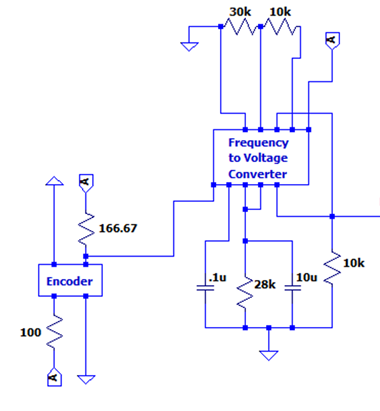 30k 10k
A
Frequency
to Voltage
Converter
A
166.67
Encoder
.1u 28k 10u 10k
100
A